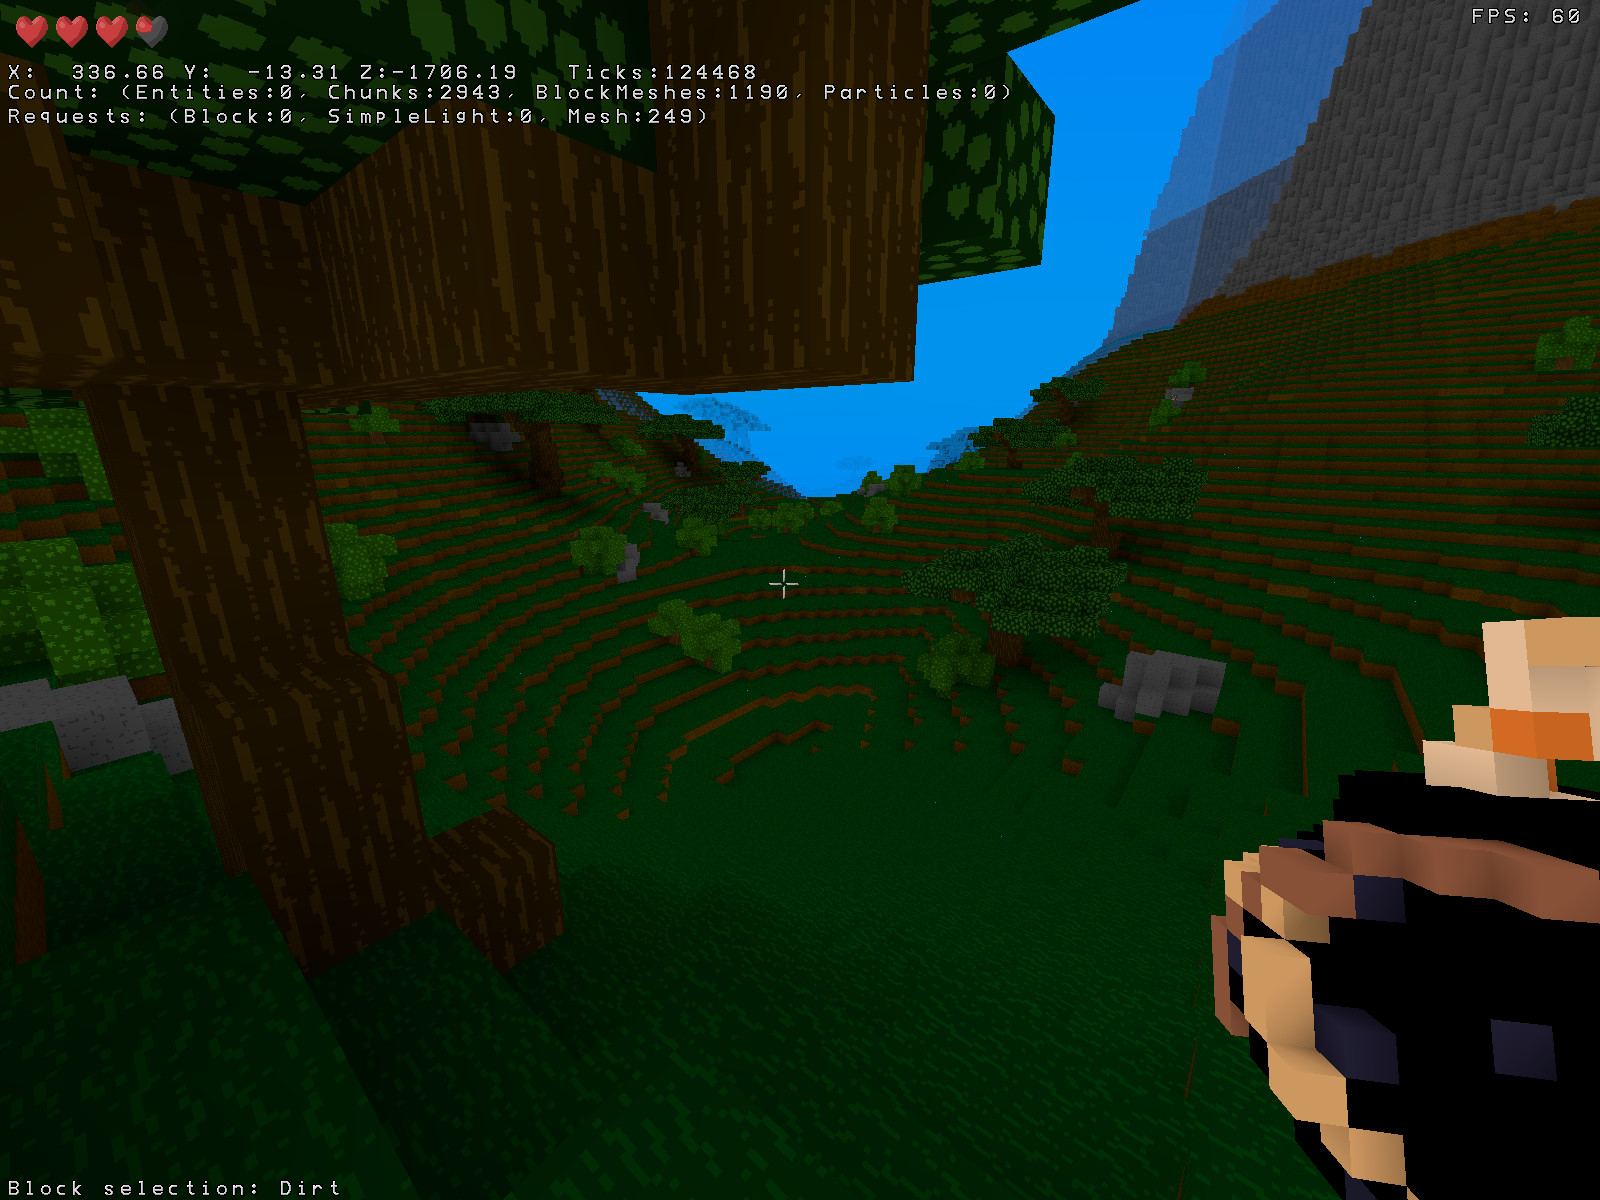 FPS: 60
X:  336.66 Y:  -13.31 Z:-1706.19   Ticks:124468
Count: (Entities:0, Chunks:2943, BlockMeshes:1190, Particles:0)
Requests: (Block:0, SimpleLight:0, Mesh:249)
Block selection: Dirt